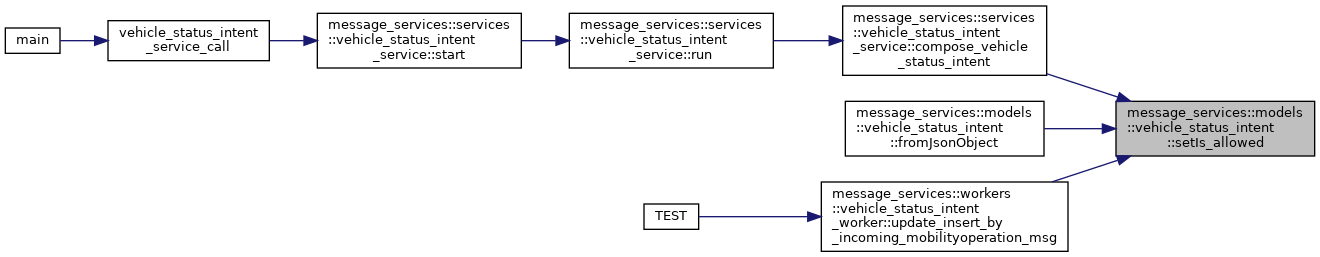 main
vehicle_status_intent
_service_call
message_services::services
::vehicle_status_intent
_service::start
message_services::services
::vehicle_status_intent
_service::run
message_services::services
::vehicle_status_intent
_service::compose_vehicle
_status_intent
message_services::models
::vehicle_status_intent
::fromJsonObject
message_services::models
::vehicle_status_intent
::setIs_allowed
TEST
message_services::workers
::vehicle_status_intent
_worker::update_insert_by
_incoming_mobilityoperation_msg